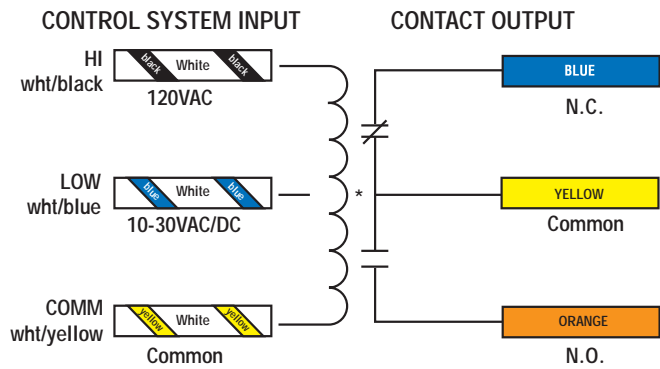 CONTROL SYSTEM INPUT
CONTACT OUTPUT
HI
wht/black
black White black
120VAC
BLUE
N.C.
LOW
wht/blue
blue White blue
10-30VAC/DC
*
YELLOW
Common
COMM
wht/yellow
yellow White yellow
Common
ORANGE
N.O.